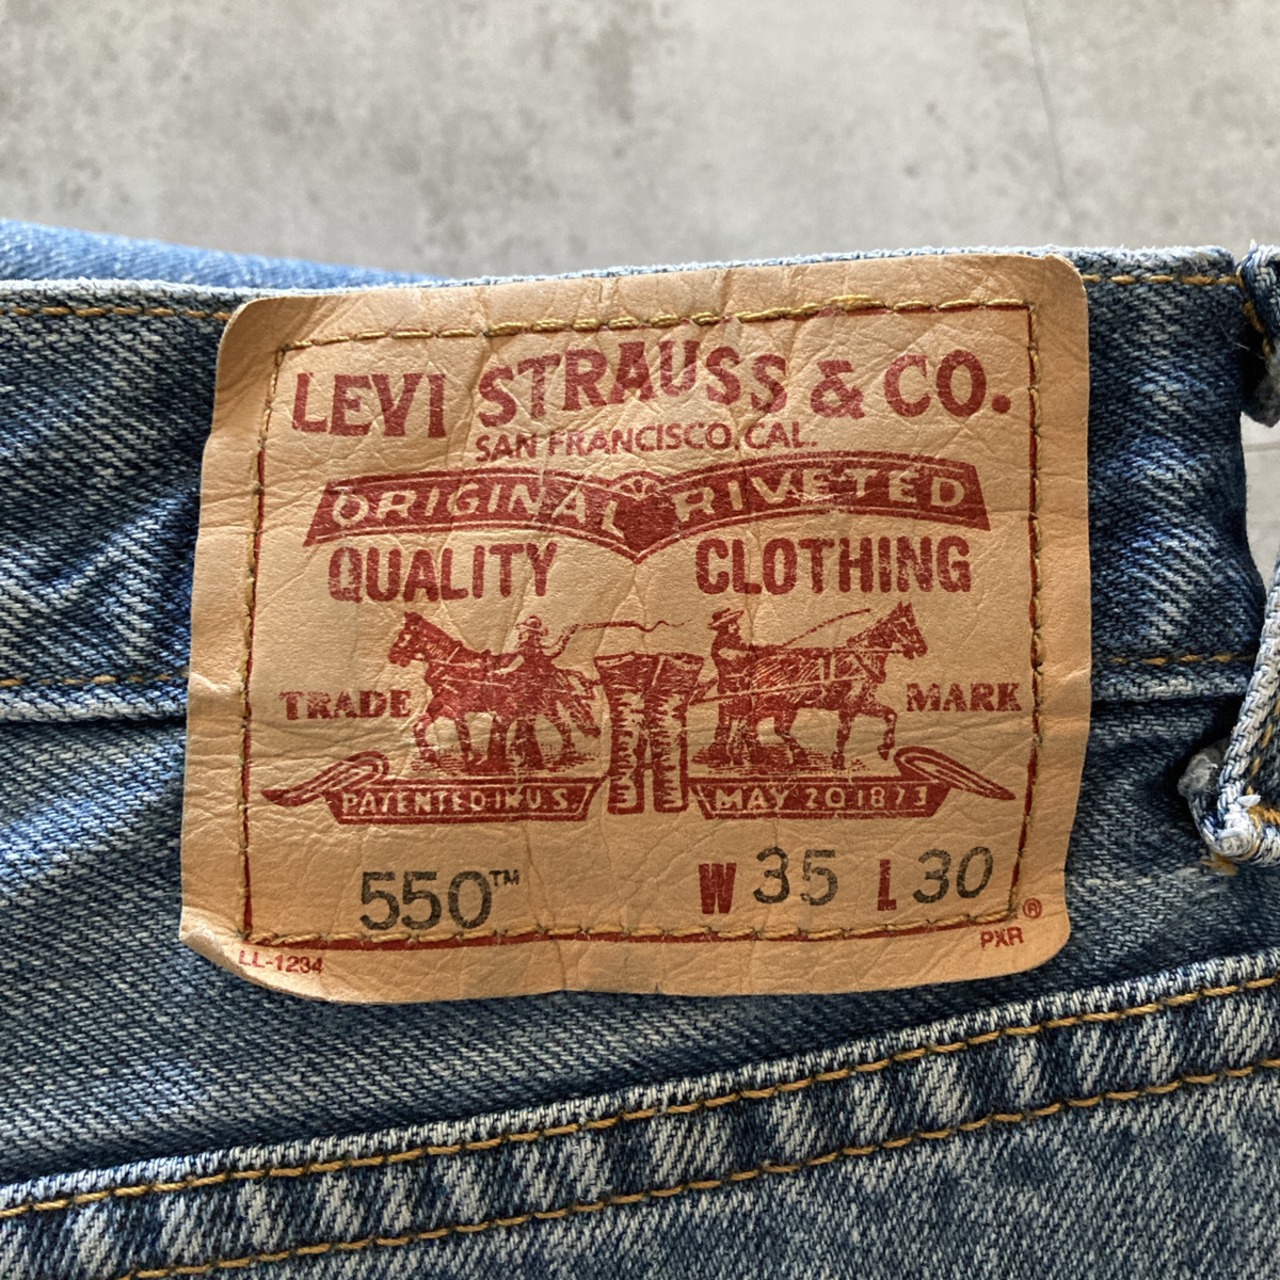 LEVI STRAUSS & CO.
SAN FRANCISCO, CAL.
ORIGINAL RIVETED
QUALITY CLOTHING
TRADE MARK
PATENTED IN U.S. MAY 20 1873
550™ W 35 L 30
®
LL-1234 PXR